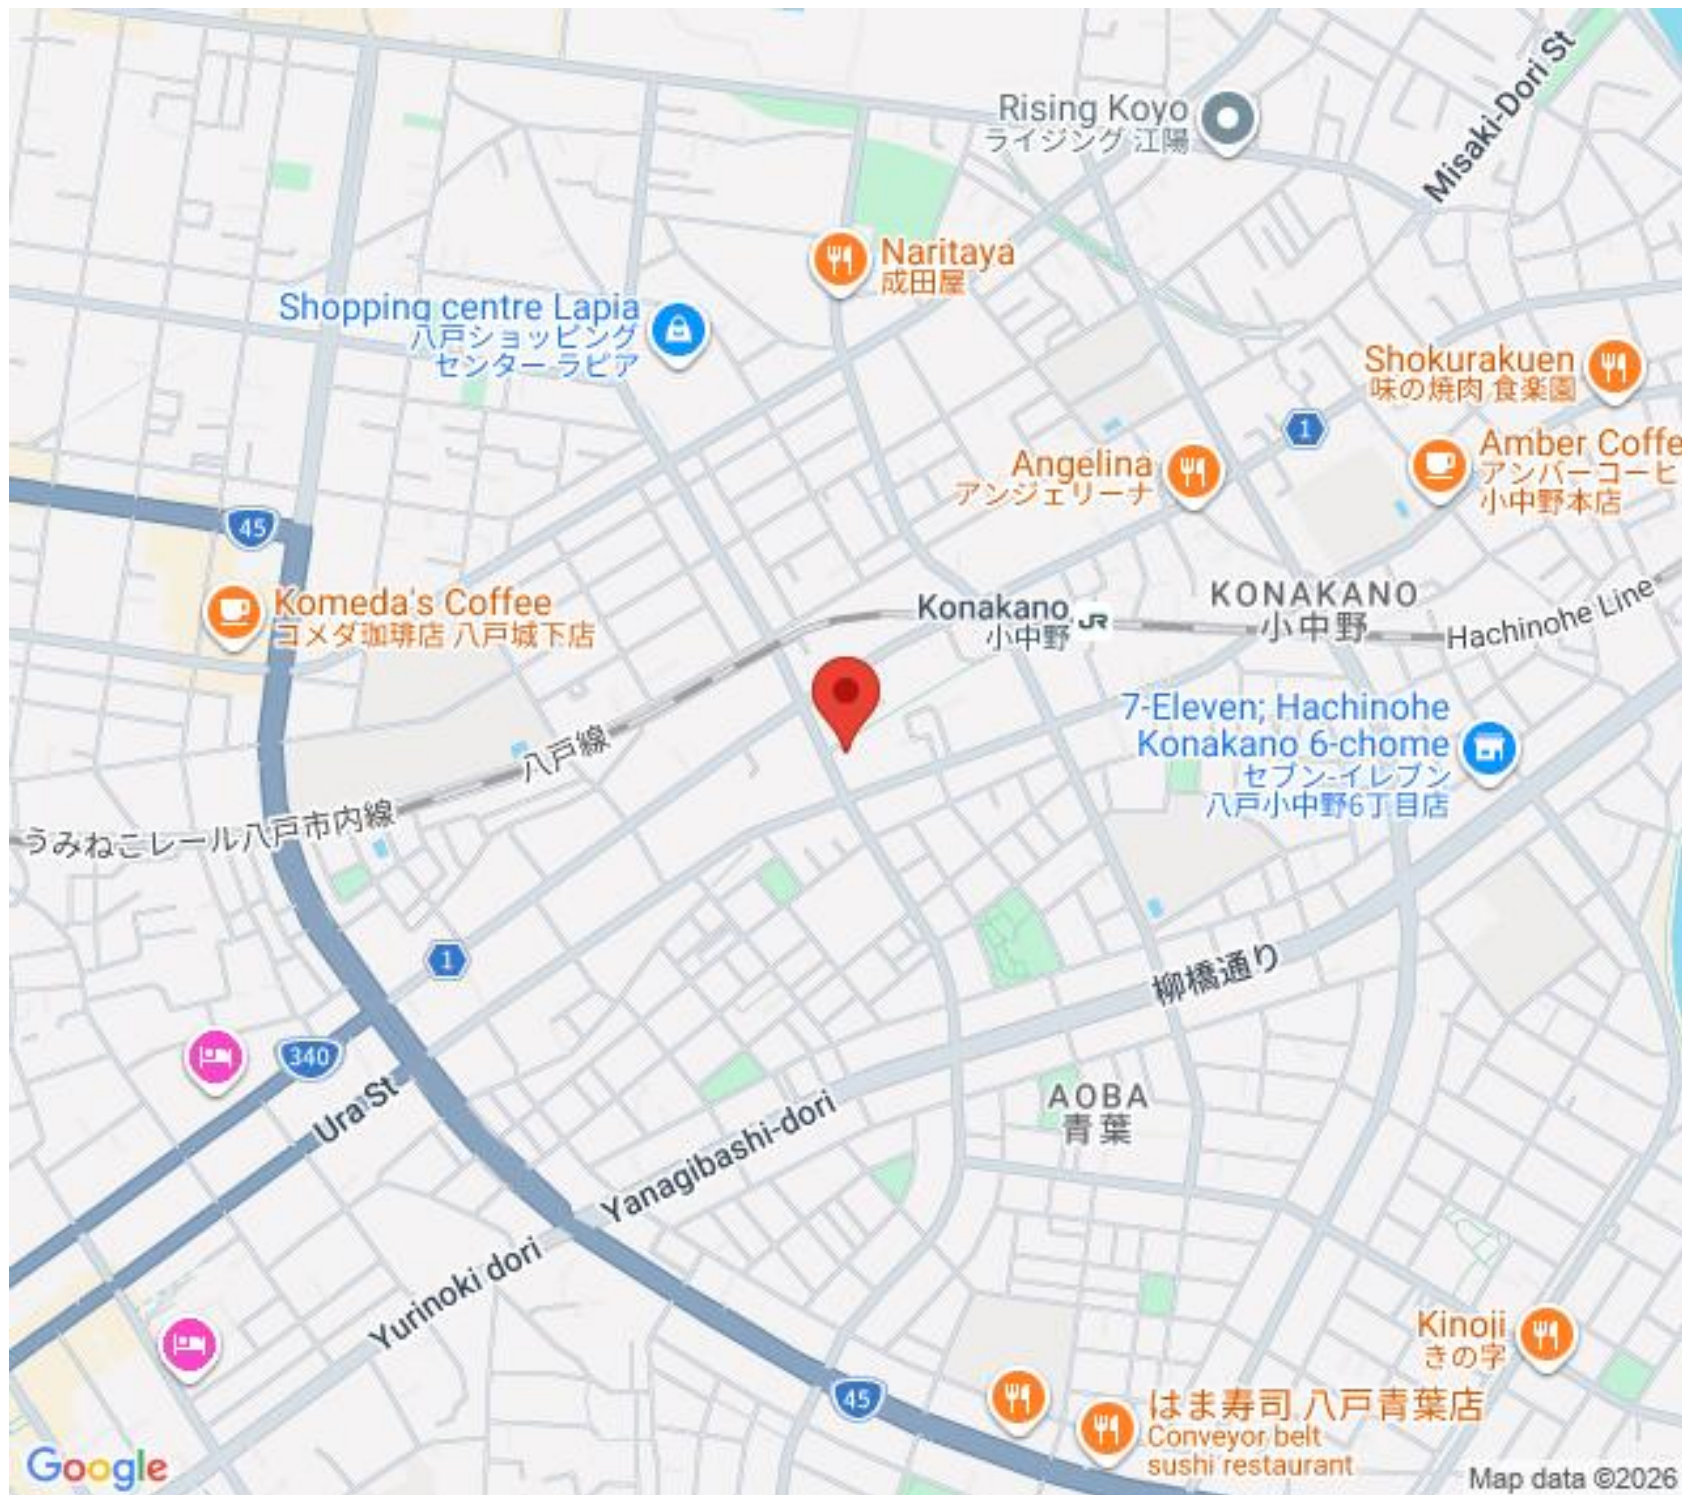 Misaki-Dori St
Rising Koyo
ライジング 江陽
Naritaya
成田屋
Shopping centre Lapia
八戸ショッピング
センター ラピア
Shokurakuen
味の焼肉 食楽園
1
Amber Coffe
アンバーコーヒ
小中野本店
Angelina
アンジェリーナ
45
Komeda's Coffee
コメダ珈琲店 八戸城下店
Konakano
小中野
JR
KONAKANO
小中野
Hachinohe Line
7-Eleven; Hachinohe
Konakano 6-chome
セブン-イレブン
八戸小中野6丁目店
八戸線
うみねこレール八戸市内線
1
柳橋通り
340
Ura St
AOBA
青葉
Yanagibashi-dori
Yurinoki dori
Kinoji
きの字
45
はま寿司 八戸青葉店
Conveyor belt
sushi restaurant
Google
Map data ©2026